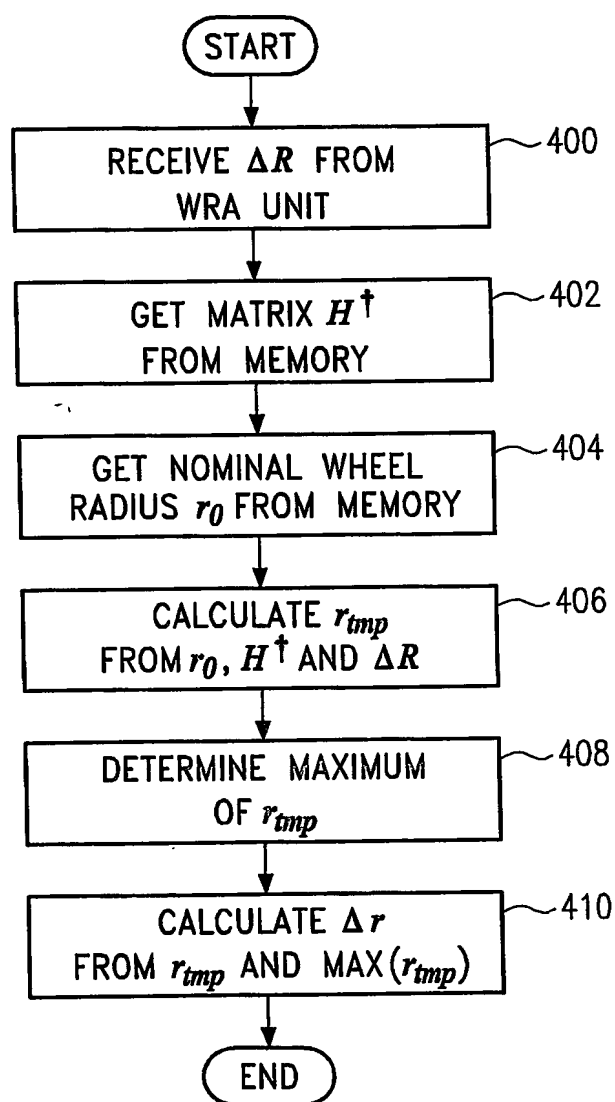 START
RECEIVE ΔR FROM
WRA UNIT
400
GET MATRIX H†
FROM MEMORY
402
GET NOMINAL WHEEL
RADIUS r0 FROM MEMORY
404
CALCULATE rtmp
FROM r0, H† AND ΔR
406
DETERMINE MAXIMUM
OF rtmp
408
CALCULATE Δr
FROM rtmp AND MAX(rtmp)
410
END